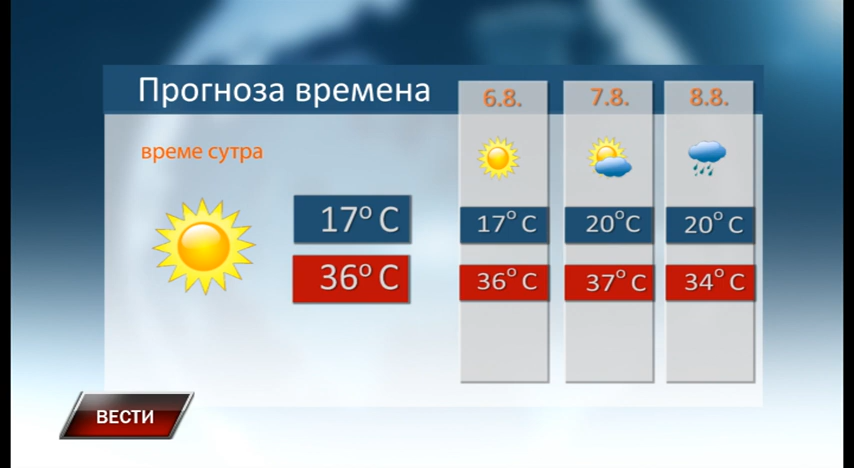 Прогноза времена
време сутра
17° C
36° C
6.8.
17° C
36° C
7.8.
20°C
37° C
8.8.
20° C
34° C
ВЕСТИ